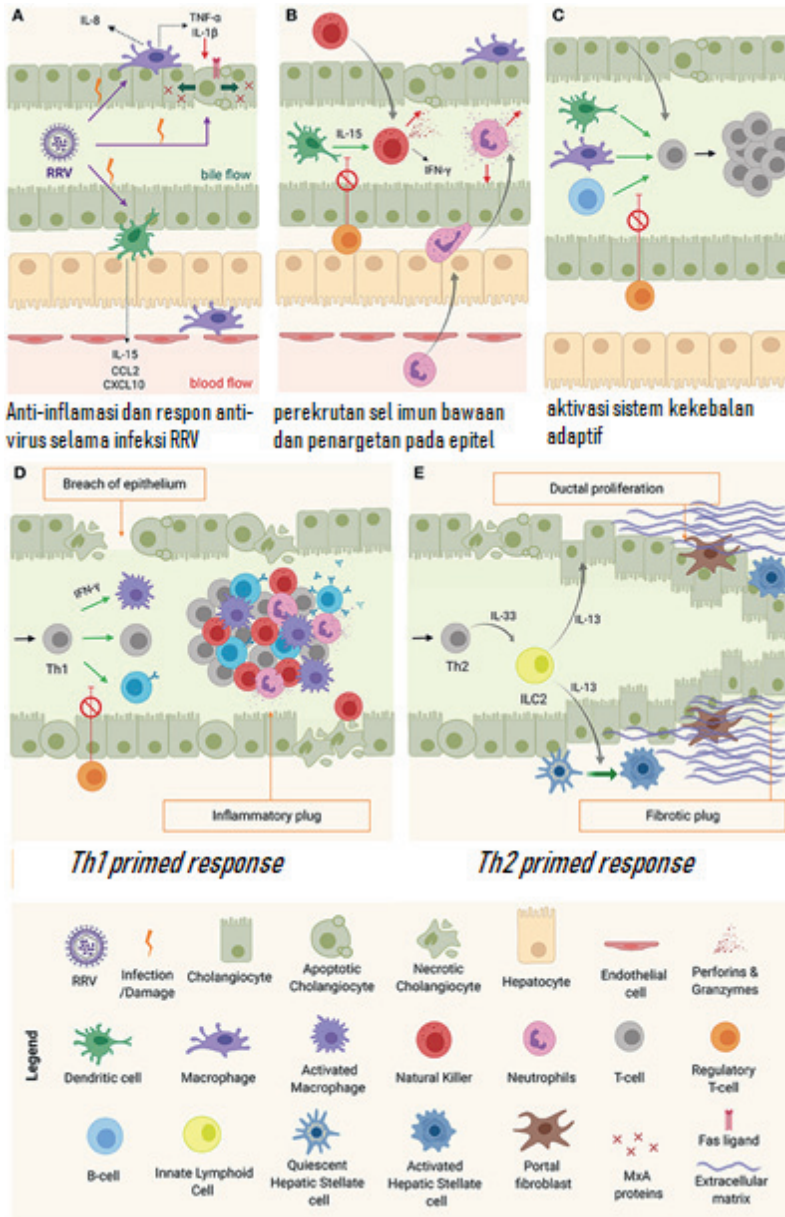 A
IL-8
TNF-α
IL-1β
RRV
bile flow
IL-15
CCL2
CXCL10
blood flow
Anti-inflamasi dan respon anti-
virus selama infeksi RRV
B
IL-15
IFN-γ
perekrutan sel imun bawaan
dan penargetan pada epitel
C
aktivasi sistem kekebalan
adaptif
D
Breach of epithelium
IFN-γ
Th1
Inflammatory plug
Th1 primed response
E
Ductal proliferation
IL-33
IL-13
Th2
ILC2
IL-13
Fibrotic plug
Th2 primed response
Legend
RRV
Infection
/Damage
Cholangiocyte
Apoptotic
Cholangiocyte
Necrotic
Cholangiocyte
Hepatocyte
Endothelial
cell
Perforins &
Granzymes
Dendritic cell
Macrophage
Activated
Macrophage
Natural Killer
Neutrophils
T-cell
Regulatory
T-cell
B-cell
Innate Lymphoid
Cell
Quiescent
Hepatic Stellate
cell
Activated
Hepatic Stellate
cell
Portal
fibroblast
MxA
proteins
Fas ligand
Extracellular
matrix